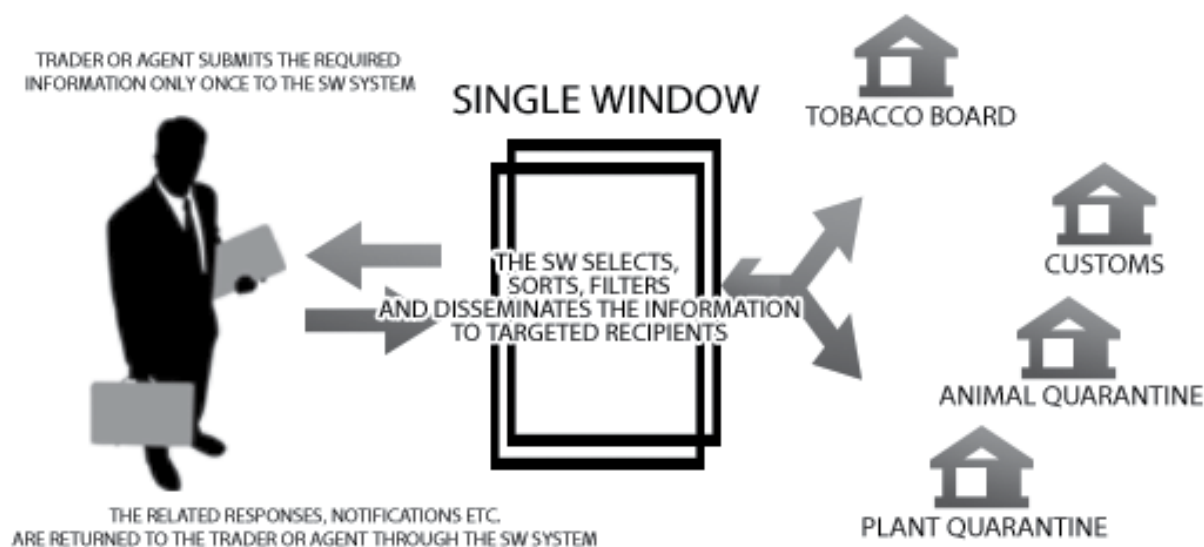 TRADER OR AGENT SUBMITS THE REQUIRED
INFORMATION ONLY ONCE TO THE SW SYSTEM
SINGLE WINDOW
THE SW SELECTS,
SORTS, FILTERS
AND DISSEMINATES THE INFORMATION
TO TARGETED RECIPIENTS
TOBACCO BOARD
CUSTOMS
ANIMAL QUARANTINE
PLANT QUARANTINE
THE RELATED RESPONSES, NOTIFICATIONS ETC.
ARE RETURNED TO THE TRADER OR AGENT THROUGH THE SW SYSTEM